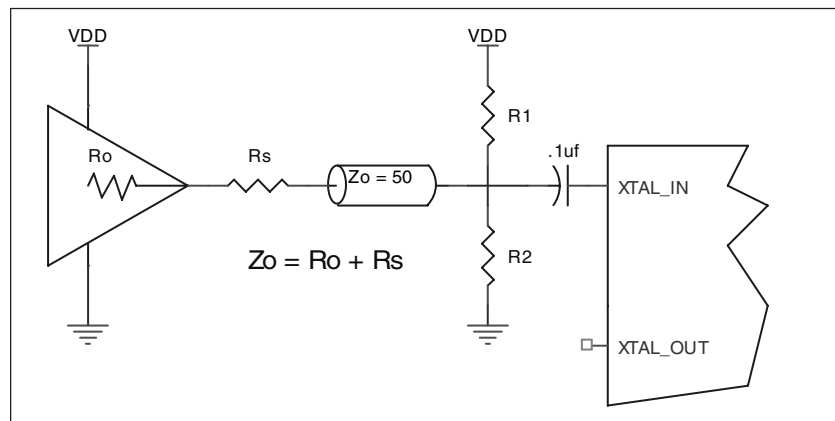 VDD
VDD
R1
Ro
Rs
.1uf
Zo = 50
XTAL_IN
Zo = Ro + Rs
R2
XTAL_OUT